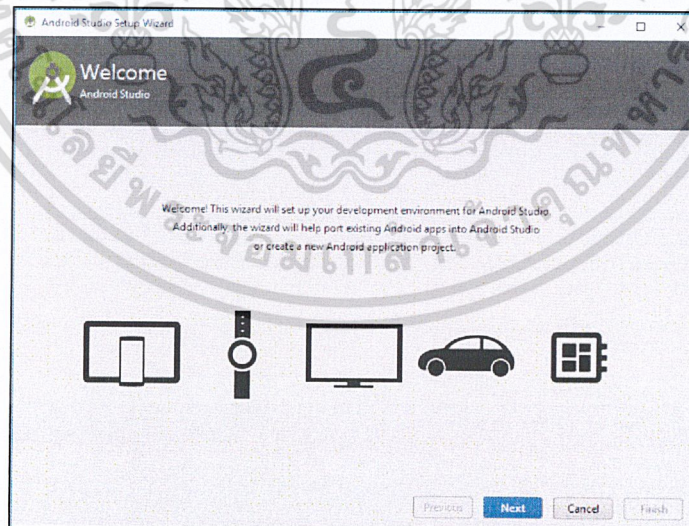 Android Studio Setup Wizard
Welcome
Android Studio
Welcome! This wizard will set up your development environment for Android Studio.
Additionally, the wizard will help port existing Android apps into Android Studio
or create a new Android application project.
Previous
Next
Cancel
Finish